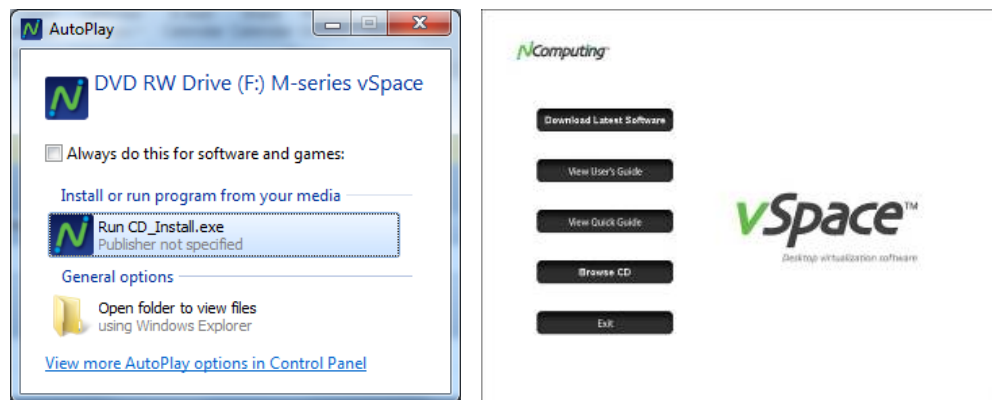 AutoPlay
DVD RW Drive (F:) M-series vSpace
Always do this for software and games:
Install or run program from your media
Run CD_Install.exe
Publisher not specified
General options
Open folder to view files
using Windows Explorer
View more AutoPlay options in Control Panel
NComputing
Download Latest Software
View User's Guide
View Quick Guide
Browse CD
Exit
vSpace™
Desktop virtualization software